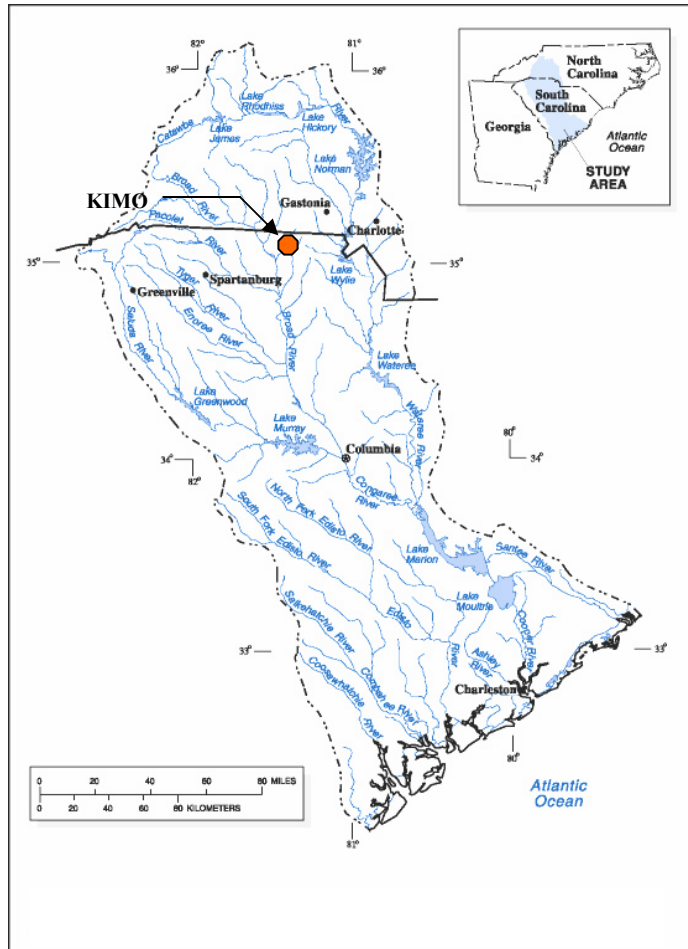 82°
81°
36°
36°
North
Carolina
South
Carolina
Georgia
Atlantic
Ocean
STUDY
AREA
Lake
Rhodhiss
River
Lake
Hickory
Catawba
Lake
James
Lake
Norman
Broad
River
KIMO
Gastonia
Pacolet
River
Charlotte
35°
35°
Lake
Wylie
Tyger
River
Spartanburg
Greenville
Enoree River
Broad River
Saluda River
Lake
Wateree
Lake
Greenwood
Wateree River
Lake
Murray
80°
Columbia
34°
82°
34°
Congaree
River
North Fork Edisto River
South Fork Edisto River
Lake
Marion
Santee River
Lake
Moultrie
Salkehatchie River
Edisto
River
Cooper River
33°
33°
Ashley
River
Coosawhatchie
River
Combahee River
Charleston
80°
0 20 40 60 80 MILES
0 20 40 60 80 KILOMETERS
Atlantic
Ocean
81°